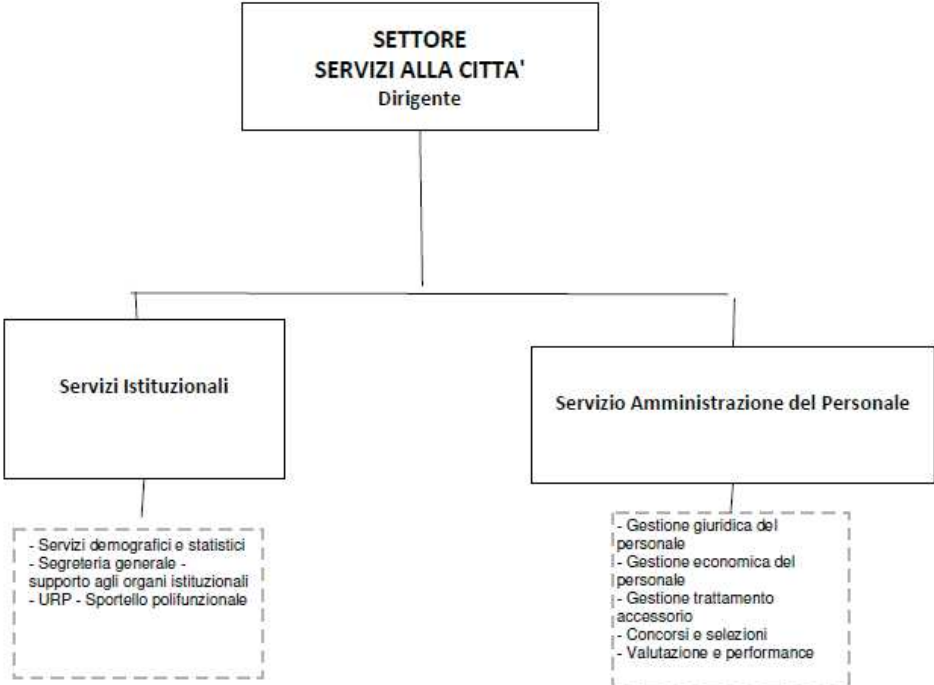 SETTORE
SERVIZI ALLA CITTA'
Dirigente
Servizi Istituzionali
Servizio Amministrazione del Personale
- Servizi demografici e statistici
- Segreteria generale -
supporto agli organi istituzionali
- URP - Sportello polifunzionale
- Gestione giuridica del
personale
- Gestione economica del
personale
- Gestione trattamento
accessorio
- Concorsi e selezioni
- Valutazione e performance